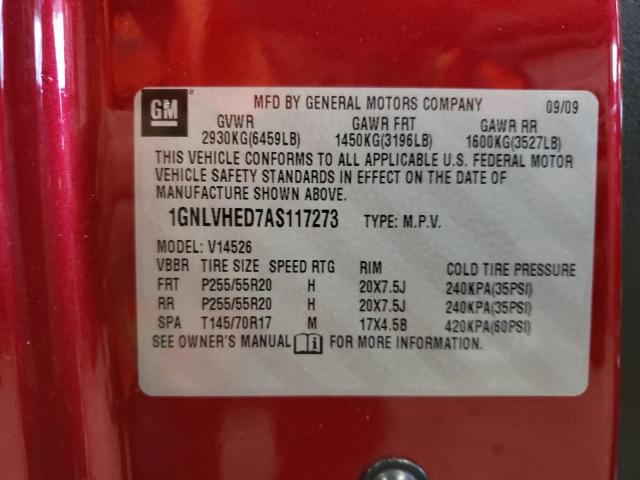 GM® MFD BY GENERAL MOTORS COMPANY 09/09
GVWR GAWR FRT GAWR RR
2930KG(6459LB) 1450KG(3196LB) 1600KG(3527LB)
THIS VEHICLE CONFORMS TO ALL APPLICABLE U.S. FEDERAL MOTOR
VEHICLE SAFETY STANDARDS IN EFFECT ON THE DATE OF
MANUFACTURE SHOWN ABOVE.
1GNLVHED7AS117273 TYPE: M.P.V.
MODEL: V14526
VBBR TIRE SIZE SPEED RTG RIM COLD TIRE PRESSURE
FRT P255/55R20 H 20X7.5J 240KPA(35PSI)
RR P255/55R20 H 20X7.5J 240KPA(35PSI)
SPA T145/70R17 M 17X4.5B 420KPA(60PSI)
SEE OWNER'S MANUAL i FOR MORE INFORMATION.